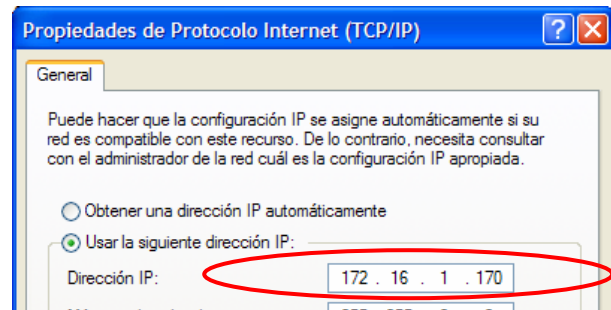 Propiedades de Protocolo Internet (TCP/IP)
General
Puede hacer que la configuración IP se asigne automáticamente si su
red es compatible con este recurso. De lo contrario, necesita consultar
con el administrador de la red cuál es la configuración IP apropiada.
Obtener una dirección IP automáticamente
Usar la siguiente dirección IP:
Dirección IP: 172 . 16 . 1 . 170